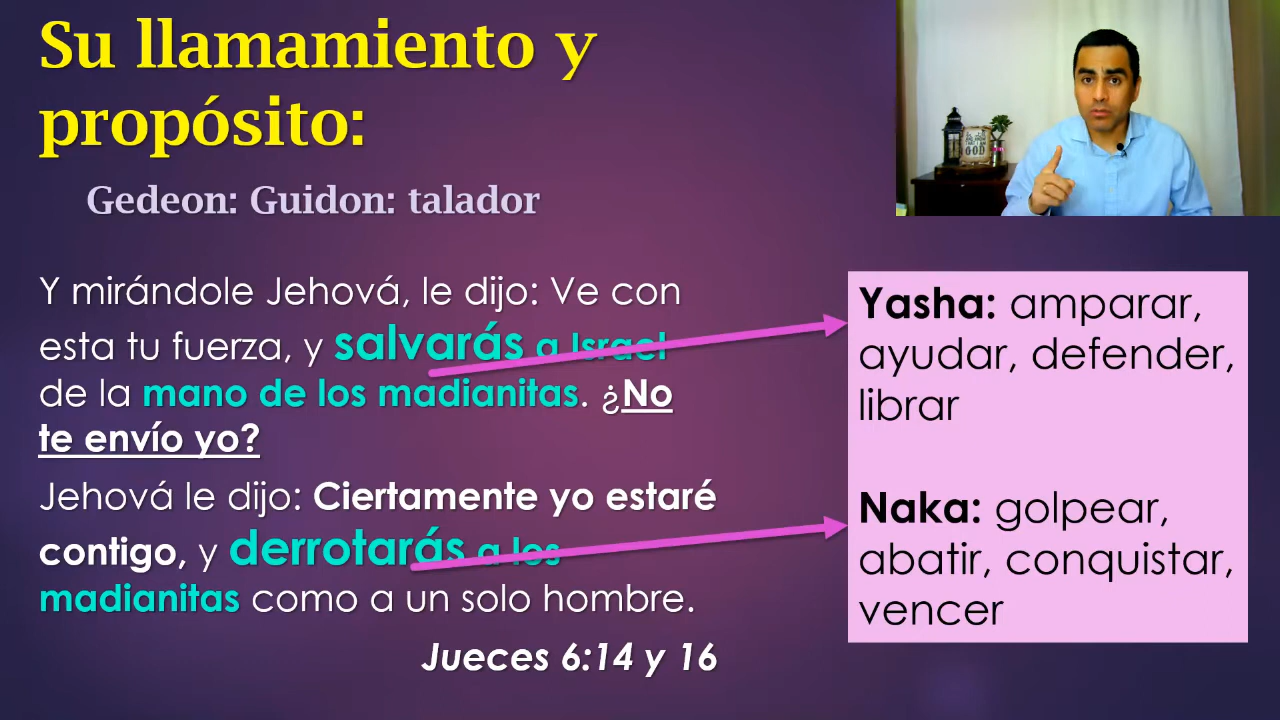 Su llamamiento y
propósito:
Gedeon: Guidon: talador
Y mirándole Jehová, le dijo: Ve con
esta tu fuerza, y salvarás a Israel
de la mano de los madianitas. ¿No
te envío yo?
Jehová le dijo: Ciertamente yo estaré
contigo, y derrotarás a los
madianitas como a un solo hombre.
Jueces 6:14 y 16
Yasha: amparar,
ayudar, defender,
librar
Naka: golpear,
abatir, conquistar,
vencer
GOD